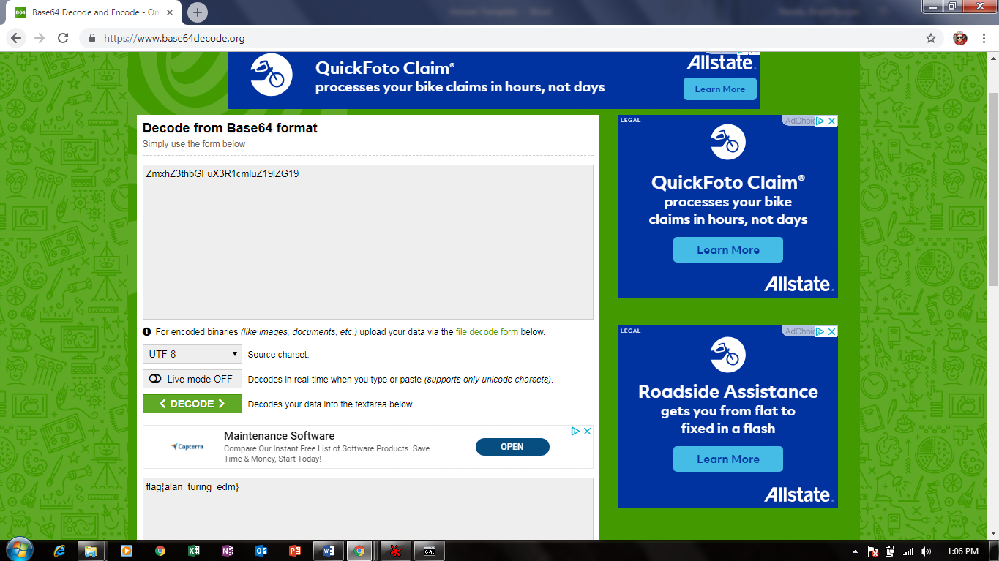 Base64 Decode and Encode - On
https://www.base64decode.org
QuickFoto Claim®
processes your bike claims in hours, not days
Allstate.
Learn More
Decode from Base64 format
Simply use the form below
ZmxhZ3thbGFuX3R1cmluZ19lZG19
For encoded binaries (like images, documents, etc.) upload your data via the file decode form below.
UTF-8
Source charset.
Live mode OFF
Decodes in real-time when you type or paste (supports only unicode charsets).
DECODE
Decodes your data into the textarea below.
Capterra
Maintenance Software
Compare Our Instant Free List of Software Products. Save
Time & Money, Start Today!
OPEN
flag{alan_turing_edm}
LEGAL
AdChoic
QuickFoto Claim®
processes your bike
claims in hours, not days
Learn More
Allstate.
LEGAL
AdChoic
Roadside Assistance
gets you from flat to
fixed in a flash
Learn More
Allstate.
1:06 PM